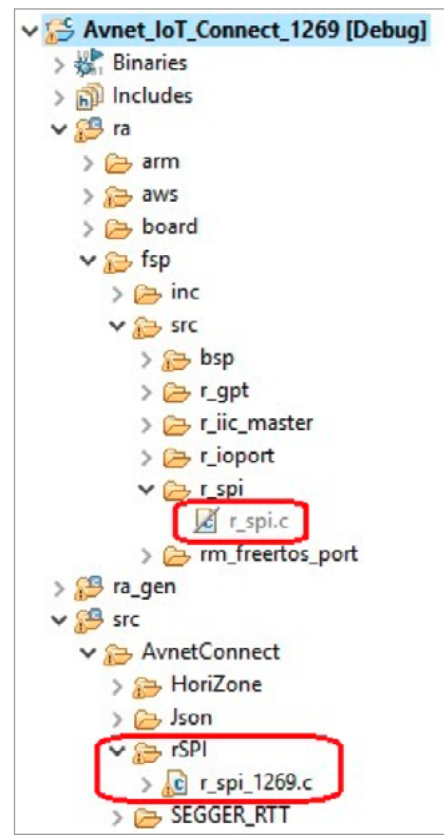 Avnet_IoT_Connect_1269 [Debug]
Binaries
Includes
ra
arm
aws
board
fsp
inc
src
bsp
r_gpt
r_iic_master
r_ioport
r_spi
r_spi.c
rm_freertos_port
ra_gen
src
AvnetConnect
HoriZone
Json
rSPI
r_spi_1269.c
SEGGER_RTT